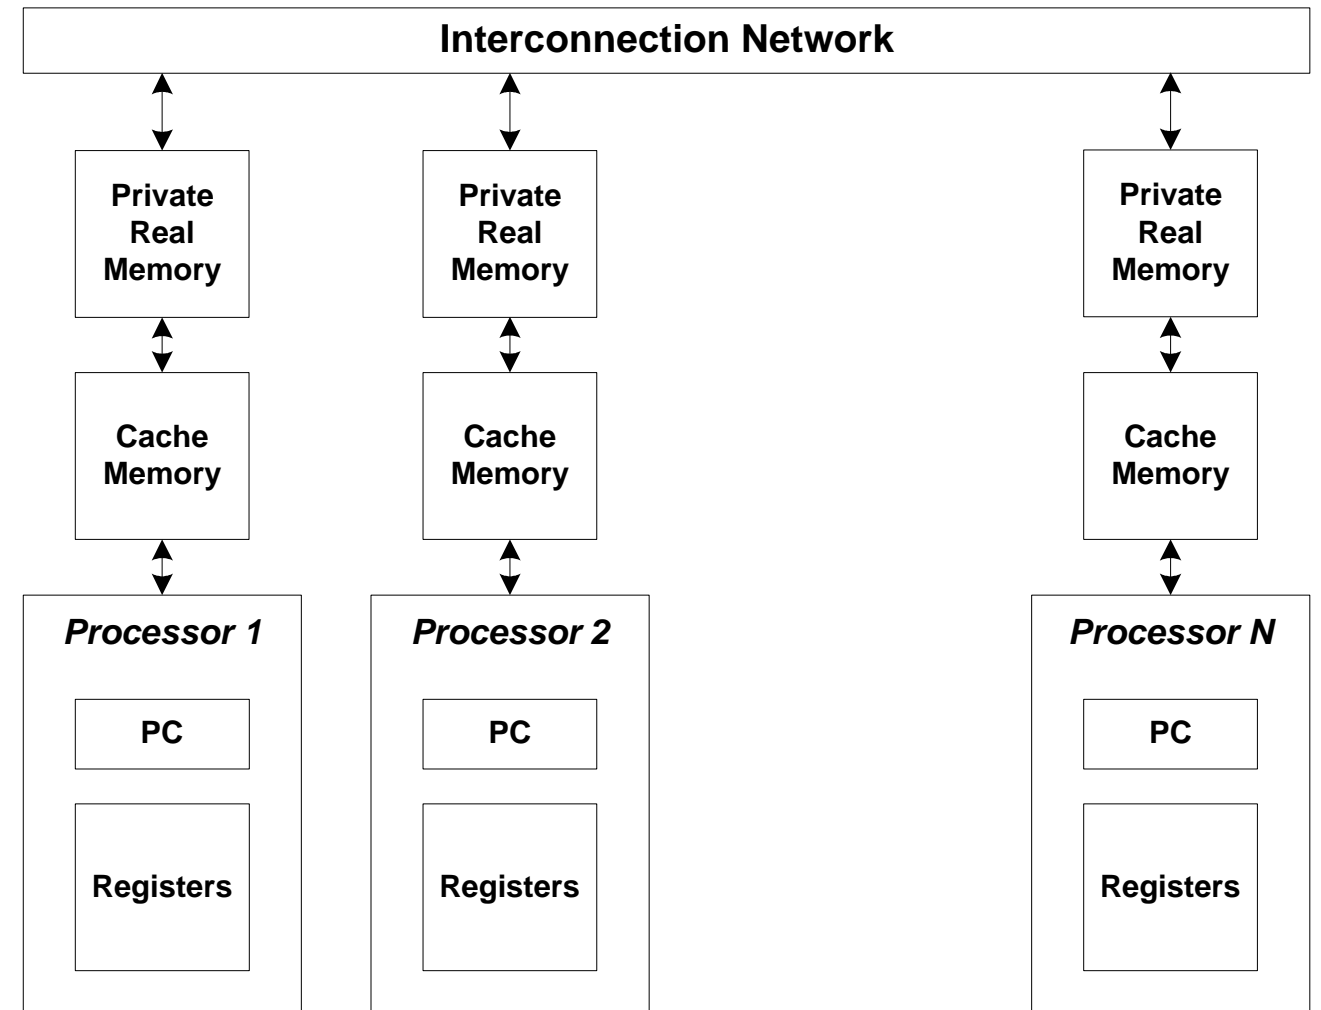 Interconnection Network
Private
Real
Memory
Private
Real
Memory
Private
Real
Memory
Cache
Memory
Cache
Memory
Cache
Memory
Processor 1
Processor 2
Processor N
PC
PC
PC
Registers
Registers
Registers